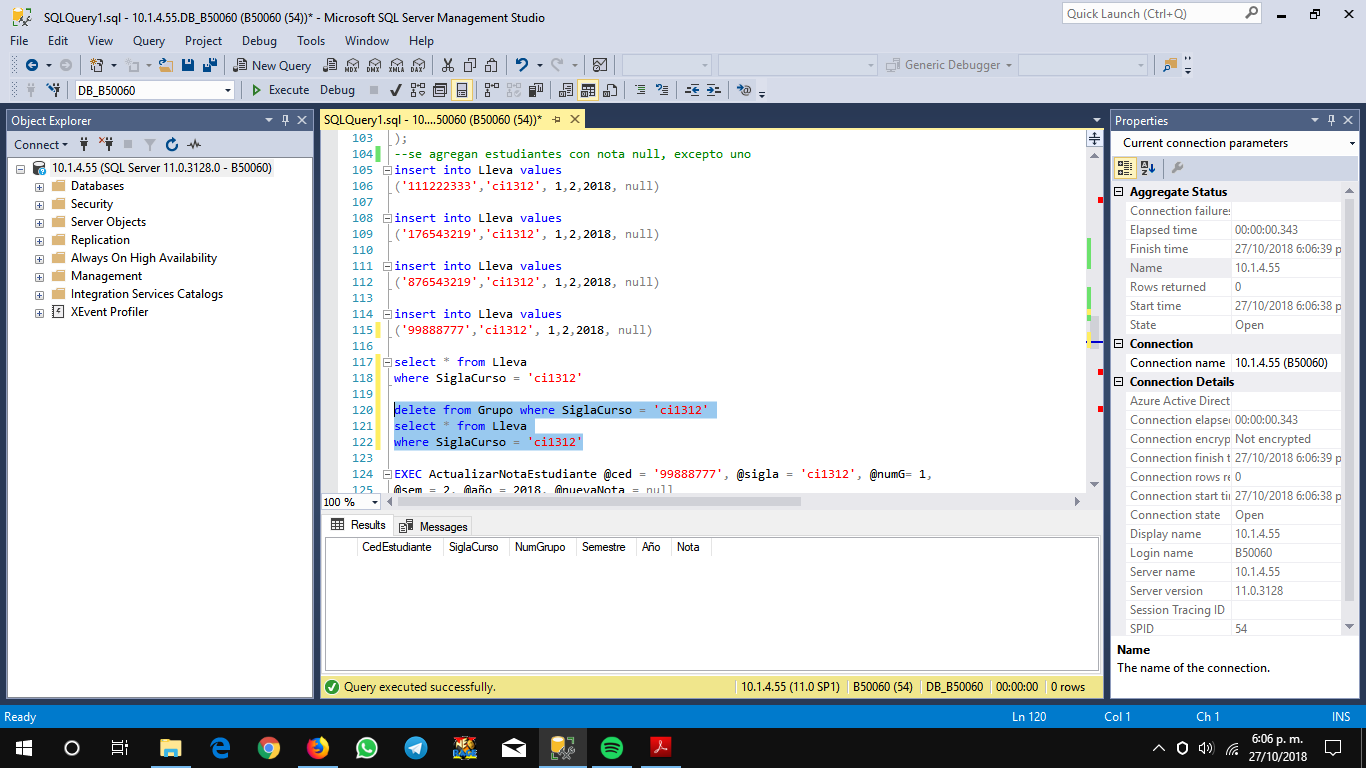 SQLQuery1.sql - 10.1.4.55.DB_B50060 (B50060 (54))* - Microsoft SQL Server Management Studio
Quick Launch (Ctrl+Q)
File Edit View Query Project Debug Tools Window Help
New Query MDX DMX XMLA DAX Generic Debugger
DB_B50060 Execute Debug
Object Explorer
Connect
10.1.4.55 (SQL Server 11.0.3128.0 - B50060)
Databases
Security
Server Objects
Replication
Always On High Availability
Management
Integration Services Catalogs
XEvent Profiler
SQLQuery1.sql - 10....50060 (B50060 (54))*
103 );
104 --se agregan estudiantes con nota null, excepto uno
105 insert into Lleva values
106 ('111222333','ci1312', 1,2,2018, null)
107
108 insert into Lleva values
109 ('176543219','ci1312', 1,2,2018, null)
110
111 insert into Lleva values
112 ('876543219','ci1312', 1,2,2018, null)
113
114 insert into Lleva values
115 ('99888777','ci1312', 1,2,2018, null)
116
117 select * from Lleva
118 where SiglaCurso = 'ci1312'
119
120 delete from Grupo where SiglaCurso = 'ci1312'
121 select * from Lleva
122 where SiglaCurso = 'ci1312'
123
124 EXEC ActualizarNotaEstudiante @ced = '99888777', @sigla = 'ci1312', @numG= 1,
125 @sem = 2, @año = 2018, @nuevaNota = null
100 %
Results Messages
CedEstudiante SiglaCurso NumGrupo Semestre Año Nota
Query executed successfully. 10.1.4.55 (11.0 SP1) B50060 (54) DB_B50060 00:00:00 0 rows
Properties
Current connection parameters
Aggregate Status
Connection failures
Elapsed time 00:00:00.343
Finish time 27/10/2018 6:06:39 p
Name 10.1.4.55
Rows returned 0
Start time 27/10/2018 6:06:38 p
State Open
Connection
Connection name 10.1.4.55 (B50060)
Connection Details
Azure Active Direct
Connection elapsed 00:00:00.343
Connection encryp Not encrypted
Connection finish t 27/10/2018 6:06:39 p
Connection rows re 0
Connection start ti 27/10/2018 6:06:38 p
Connection state Open
Display name 10.1.4.55
Login name B50060
Server name 10.1.4.55
Server version 11.0.3128
Session Tracing ID
SPID 54
Name
The name of the connection.
Ready Ln 120 Col 1 Ch 1 INS
6:06 p. m.
27/10/2018